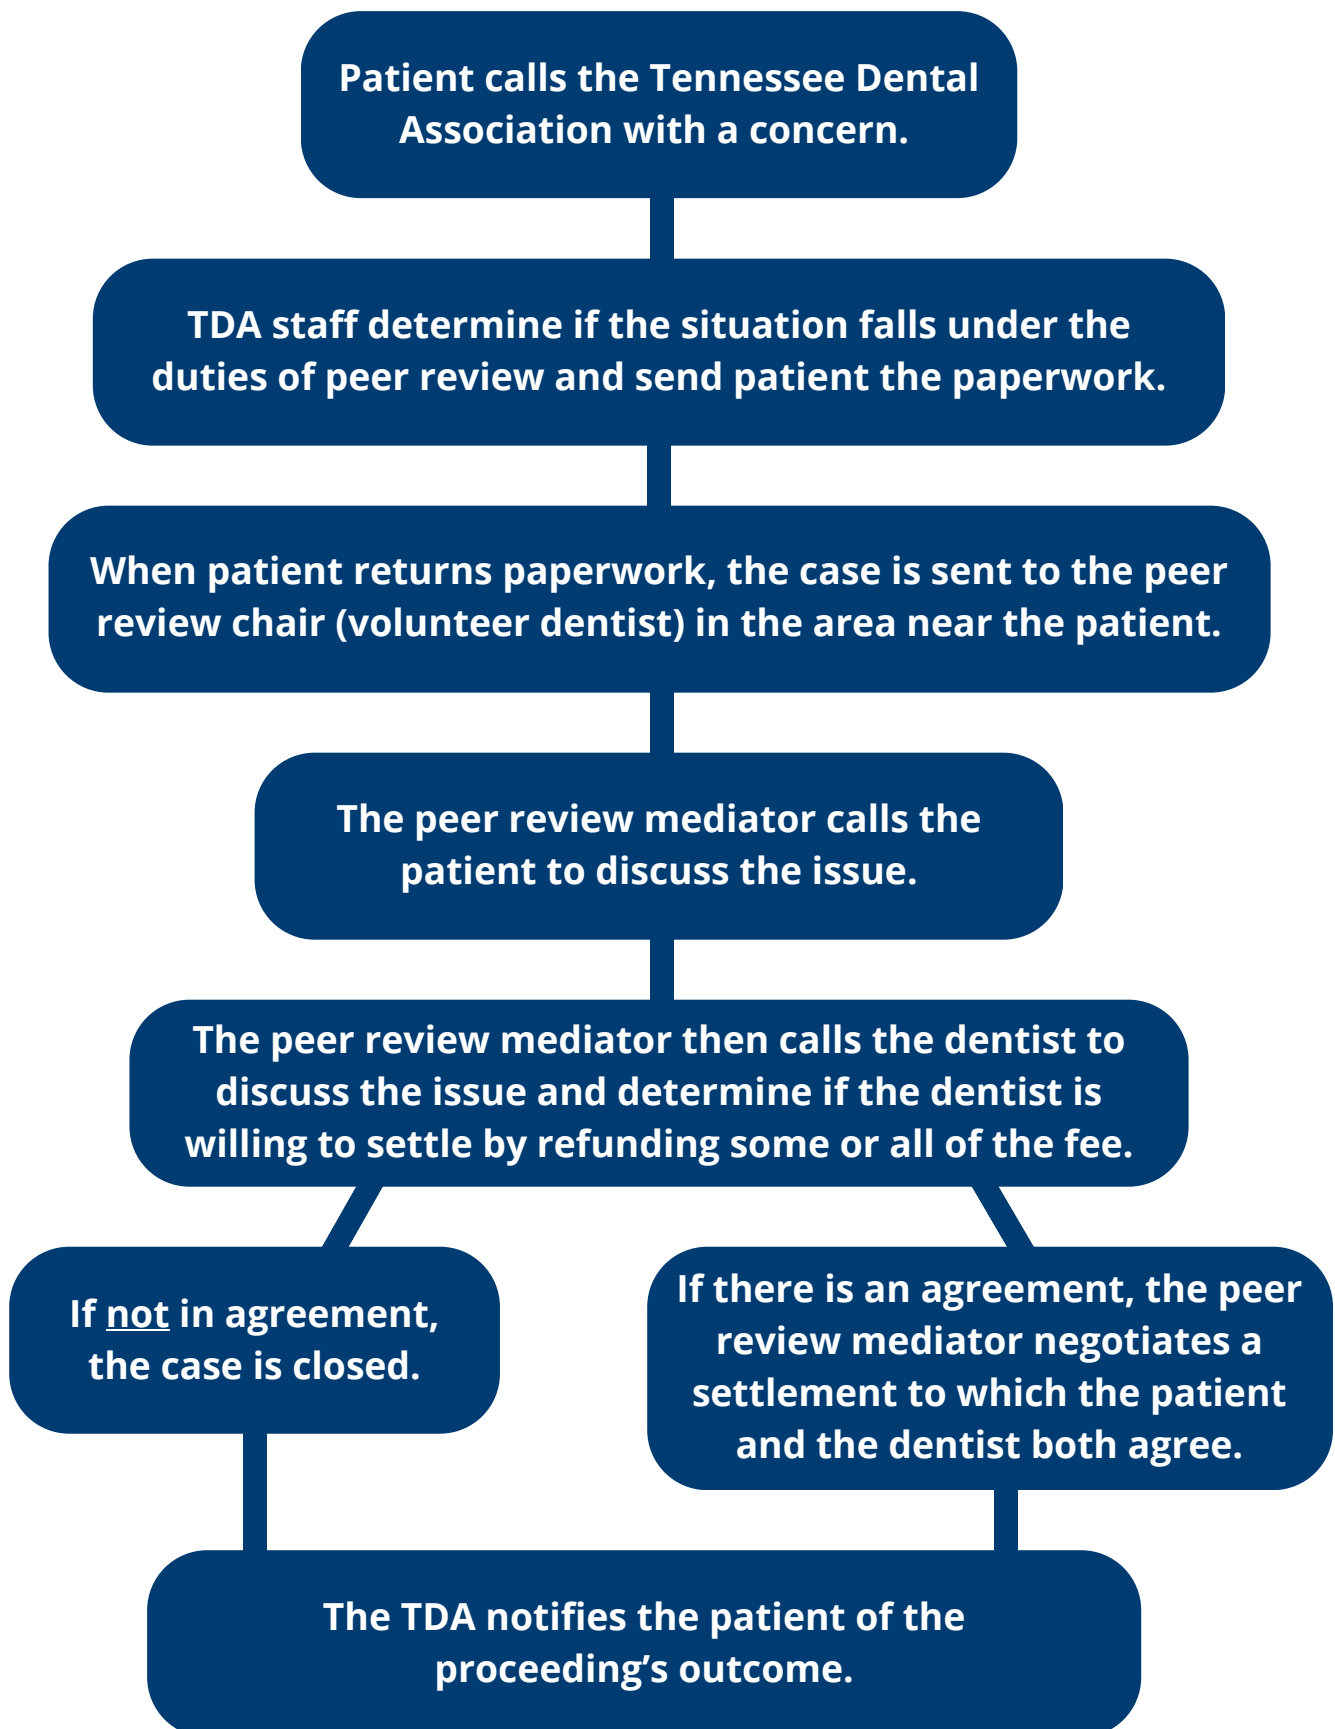 Patient calls the Tennessee Dental
Association with a concern.
TDA staff determine if the situation falls under the
duties of peer review and send patient the paperwork.
When patient returns paperwork, the case is sent to the peer
review chair (volunteer dentist) in the area near the patient.
The peer review mediator calls the
patient to discuss the issue.
The peer review mediator then calls the dentist to
discuss the issue and determine if the dentist is
willing to settle by refunding some or all of the fee.
If not in agreement,
the case is closed.
If there is an agreement, the peer
review mediator negotiates a
settlement to which the patient
and the dentist both agree.
The TDA notifies the patient of the
proceeding’s outcome.